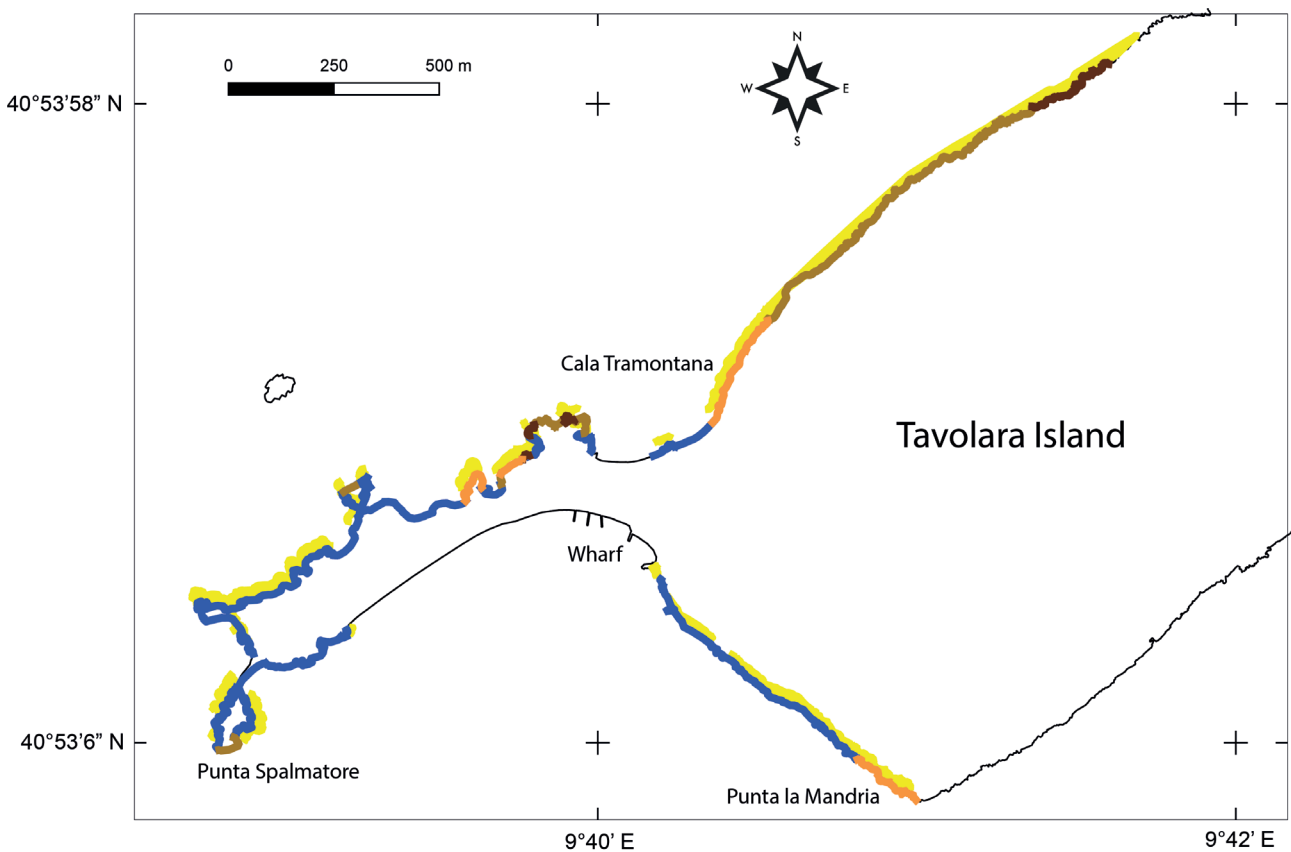 N
0 250 500 m
40°53'58" N
W E
S
Cala Tramontana
Tavolara Island
Wharf
40°53'6" N
Punta Spalmatore
Punta la Mandria
9°40' E
9°42' E